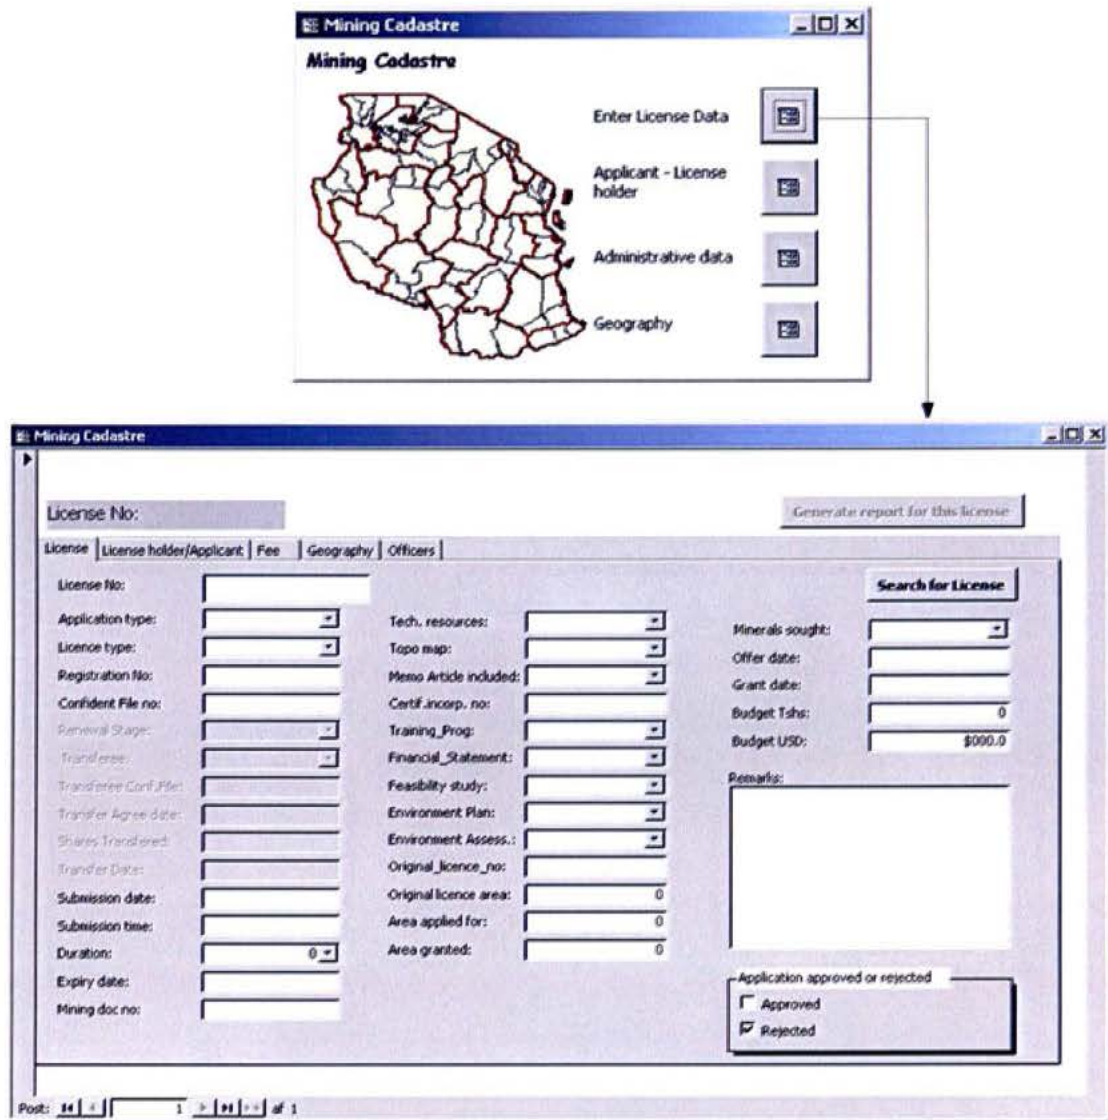 Mining Cadastre
Mining Cadastre
Enter License Data
Applicant - License
holder
Administrative data
Geography
Mining Cadastre
License No:
Generate report for this license
License
License holder/Applicant
Fee
Geography
Officers
License No:
Application type:
Licence type:
Registration No:
Confident File no:
Renewal Stage:
Transferee:
Transferee Conf.File:
Transfer Agree date:
Shares Transfered:
Transfer Date:
Submission date:
Submission time:
Duration: 0
Expiry date:
Mining doc no:
Tech. resources:
Topo map:
Memo Article included:
Certif.incorp. no:
Training_Prog:
Financial_Statement:
Feasibility study:
Environment Plan:
Environment Assess.:
Original_licence_no:
Original licence area: 0
Area applied for: 0
Area granted: 0
Search for License
Minerals sought:
Offer date:
Grant date:
Budget Tshs: 0
Budget USD: $000.0
Remarks:
Application approved or rejected
Approved
Rejected
Post: 1 af 1